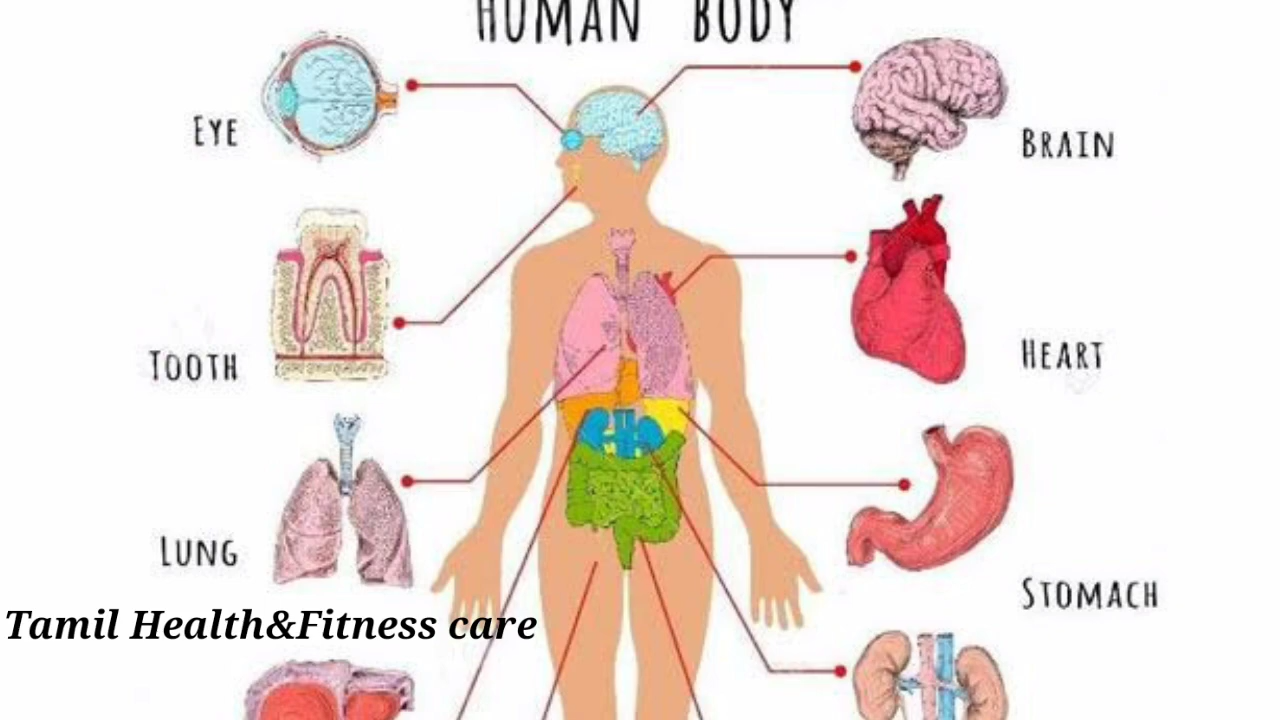 HUMAN BODY
EYE
BRAIN
TOOTH
HEART
LUNG
STOMACH
Tamil Health&Fitness care